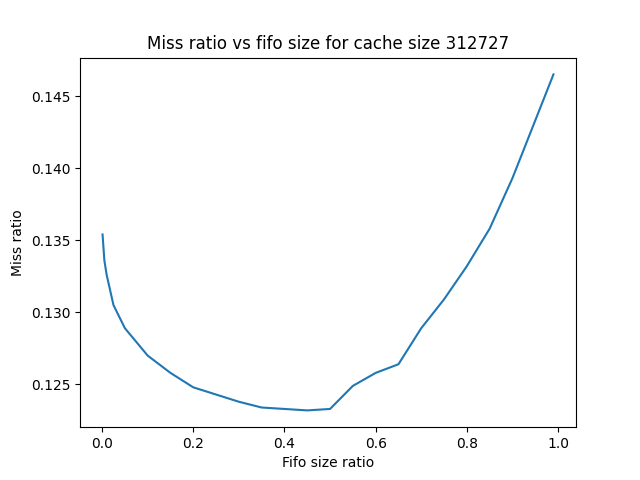 Miss ratio vs fifo size for cache size 312727
0.145
0.140
0.135
0.130
0.125
Miss ratio
0.0 0.2 0.4 0.6 0.8 1.0
Fifo size ratio